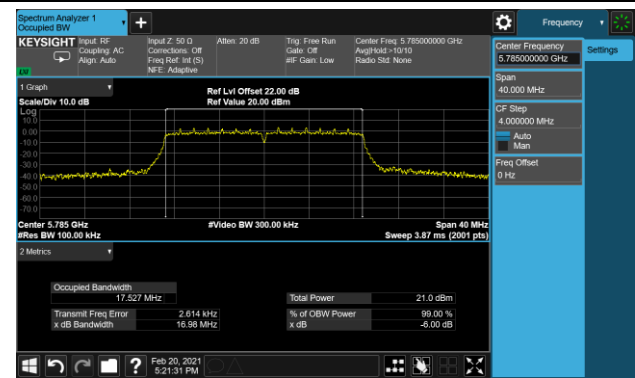 Spectrum Analyzer 1
Occupied BW
Frequency
KEYSIGHT
Input: RF
Coupling: AC
Align: Auto
Input Z: 50 Ω
Corrections: Off
Freq Ref: Int (S)
NFE: Adaptive
Atten: 20 dB
Trig: Free Run
Gate: Off
#IF Gain: Low
Center Freq: 5.785000000 GHz
Avg|Hold:>10/10
Radio Std: None
Center Frequency
5.785000000 GHz
Settings
Span
40.000 MHz
CF Step
4.000000 MHz
Auto
Man
Freq Offset
0 Hz
1 Graph
Scale/Div 10.0 dB
Ref Lvl Offset 22.00 dB
Ref Value 20.00 dBm
Log
10.0
0.00
-10.0
-20.0
-30.0
-40.0
-50.0
-60.0
-70.0
Center 5.785 GHz
#Video BW 300.00 kHz
Span 40 MHz
#Res BW 100.00 kHz
Sweep 3.87 ms (2001 pts)
2 Metrics
Occupied Bandwidth
17.527 MHz
Total Power 21.0 dBm
Transmit Freq Error 2.614 kHz
% of OBW Power 99.00 %
x dB Bandwidth 16.98 MHz
x dB -6.00 dB
?
Feb 20, 2021
5:21:31 PM